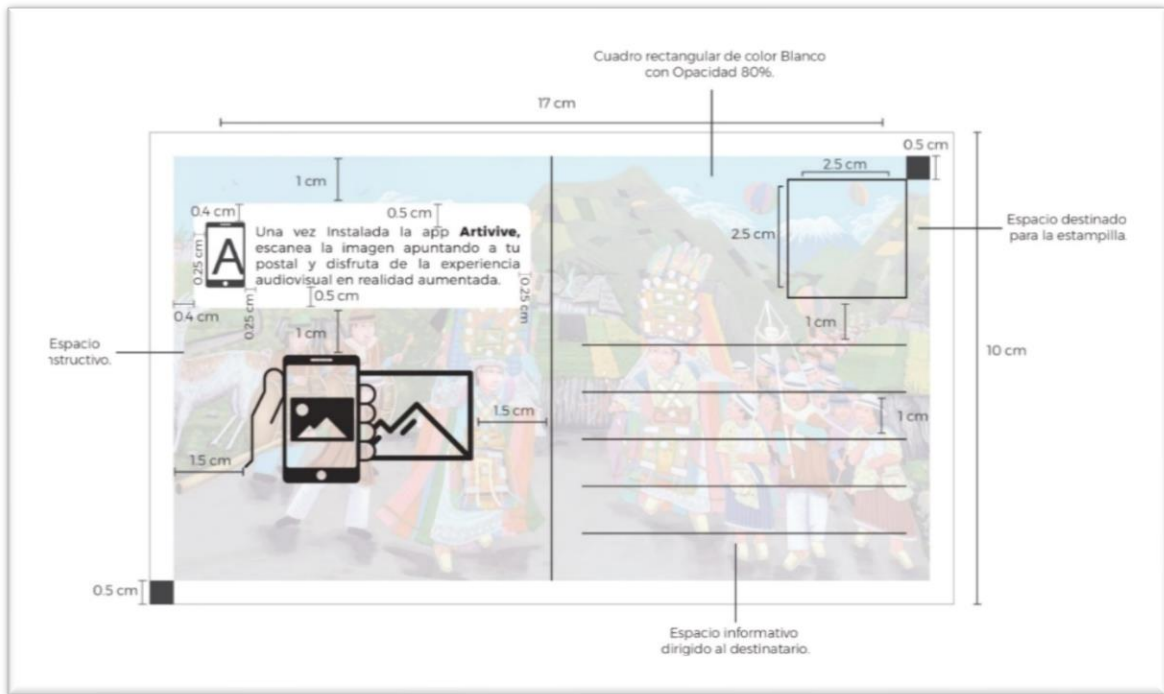 Cuadro rectangular de color Blanco
con Opacidad 80%.
17 cm
0.5 cm
2.5 cm
1 cm
0.4 cm
0.5 cm
Una vez Instalada la app Artivive,
escanea la imagen apuntando a tu
postal y disfruta de la experiencia
audiovisual en realidad aumentada.
A
0.25 cm
2.5 cm
Espacio destinado
para la estampilla.
0.5 cm
0.25 cm
0.25 cm
0.4 cm
1 cm
1 cm
Espacio
nstructivo.
10 cm
1.5 cm
1 cm
1.5 cm
0.5 cm
Espacio informativo
dirigido al destinatario.